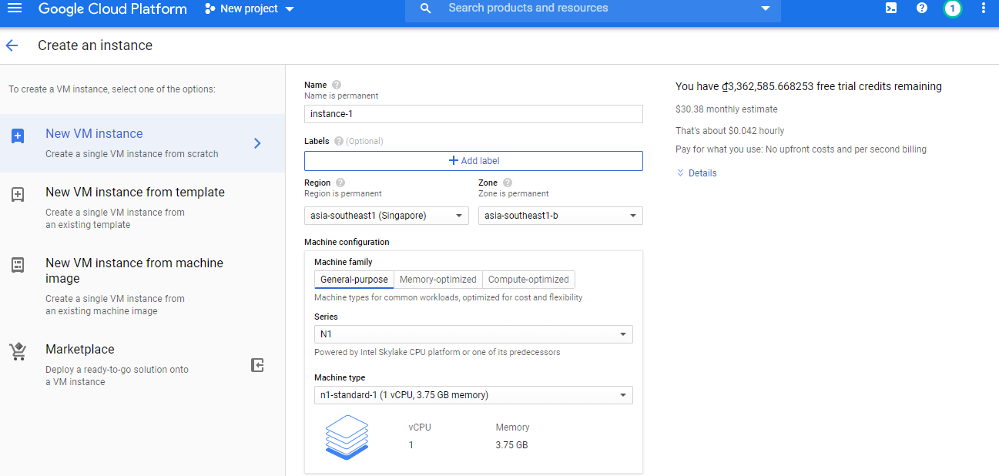 Google Cloud Platform
New project
Search products and resources
1
Create an instance
To create a VM instance, select one of the options:
New VM instance
Create a single VM instance from scratch
New VM instance from template
Create a single VM instance from
an existing template
New VM instance from machine
image
Create a single VM instance from
an existing machine image
Marketplace
Deploy a ready-to-go solution onto
a VM instance
Name
Name is permanent
instance-1
Labels (Optional)
Add label
Region
Region is permanent
asia-southeast1 (Singapore)
Zone
Zone is permanent
asia-southeast1-b
Machine configuration
Machine family
General-purpose Memory-optimized Compute-optimized
Machine types for common workloads, optimized for cost and flexibility
Series
N1
Powered by Intel Skylake CPU platform or one of its predecessors
Machine type
n1-standard-1 (1 vCPU, 3.75 GB memory)
vCPU
1
Memory
3.75 GB
You have ₫3,362,585.668253 free trial credits remaining
$30.38 monthly estimate
That's about $0.042 hourly
Pay for what you use: No upfront costs and per second billing
Details